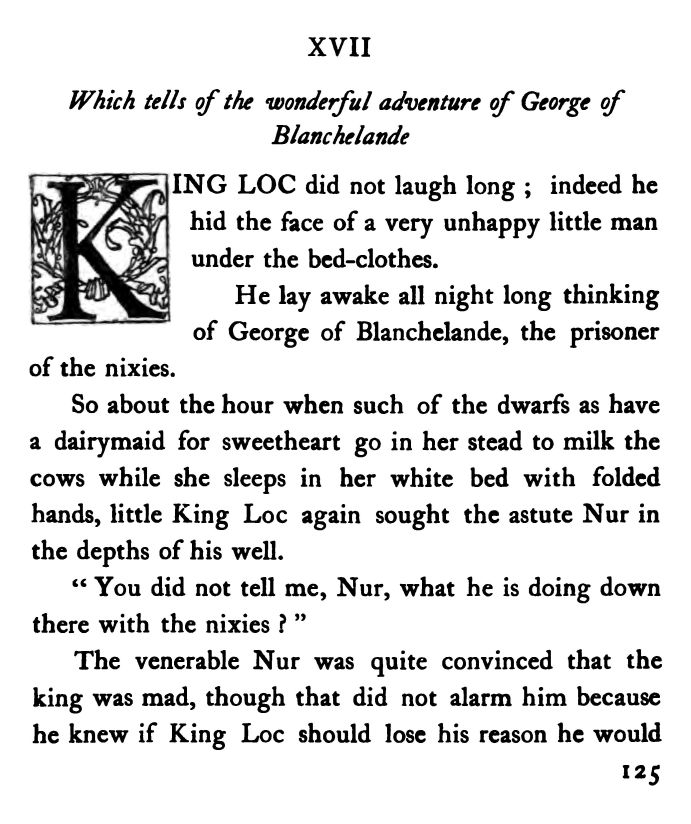 XVII
Which tells of the wonderful adventure of George of
Blanchelande
KING LOC did not laugh long ; indeed he
hid the face of a very unhappy little man
under the bed-clothes.
He lay awake all night long thinking
of George of Blanchelande, the prisoner
of the nixies.
So about the hour when such of the dwarfs as have
a dairymaid for sweetheart go in her stead to milk the
cows while she sleeps in her white bed with folded
hands, little King Loc again sought the astute Nur in
the depths of his well.
“ You did not tell me, Nur, what he is doing down
there with the nixies ? ”
The venerable Nur was quite convinced that the
king was mad, though that did not alarm him because
he knew if King Loc should lose his reason he would
125